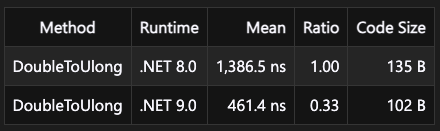 Method Runtime Mean Ratio Code Size
DoubleToUlong .NET 8.0 1,386.5 ns 1.00 135 B
DoubleToUlong .NET 9.0 461.4 ns 0.33 102 B